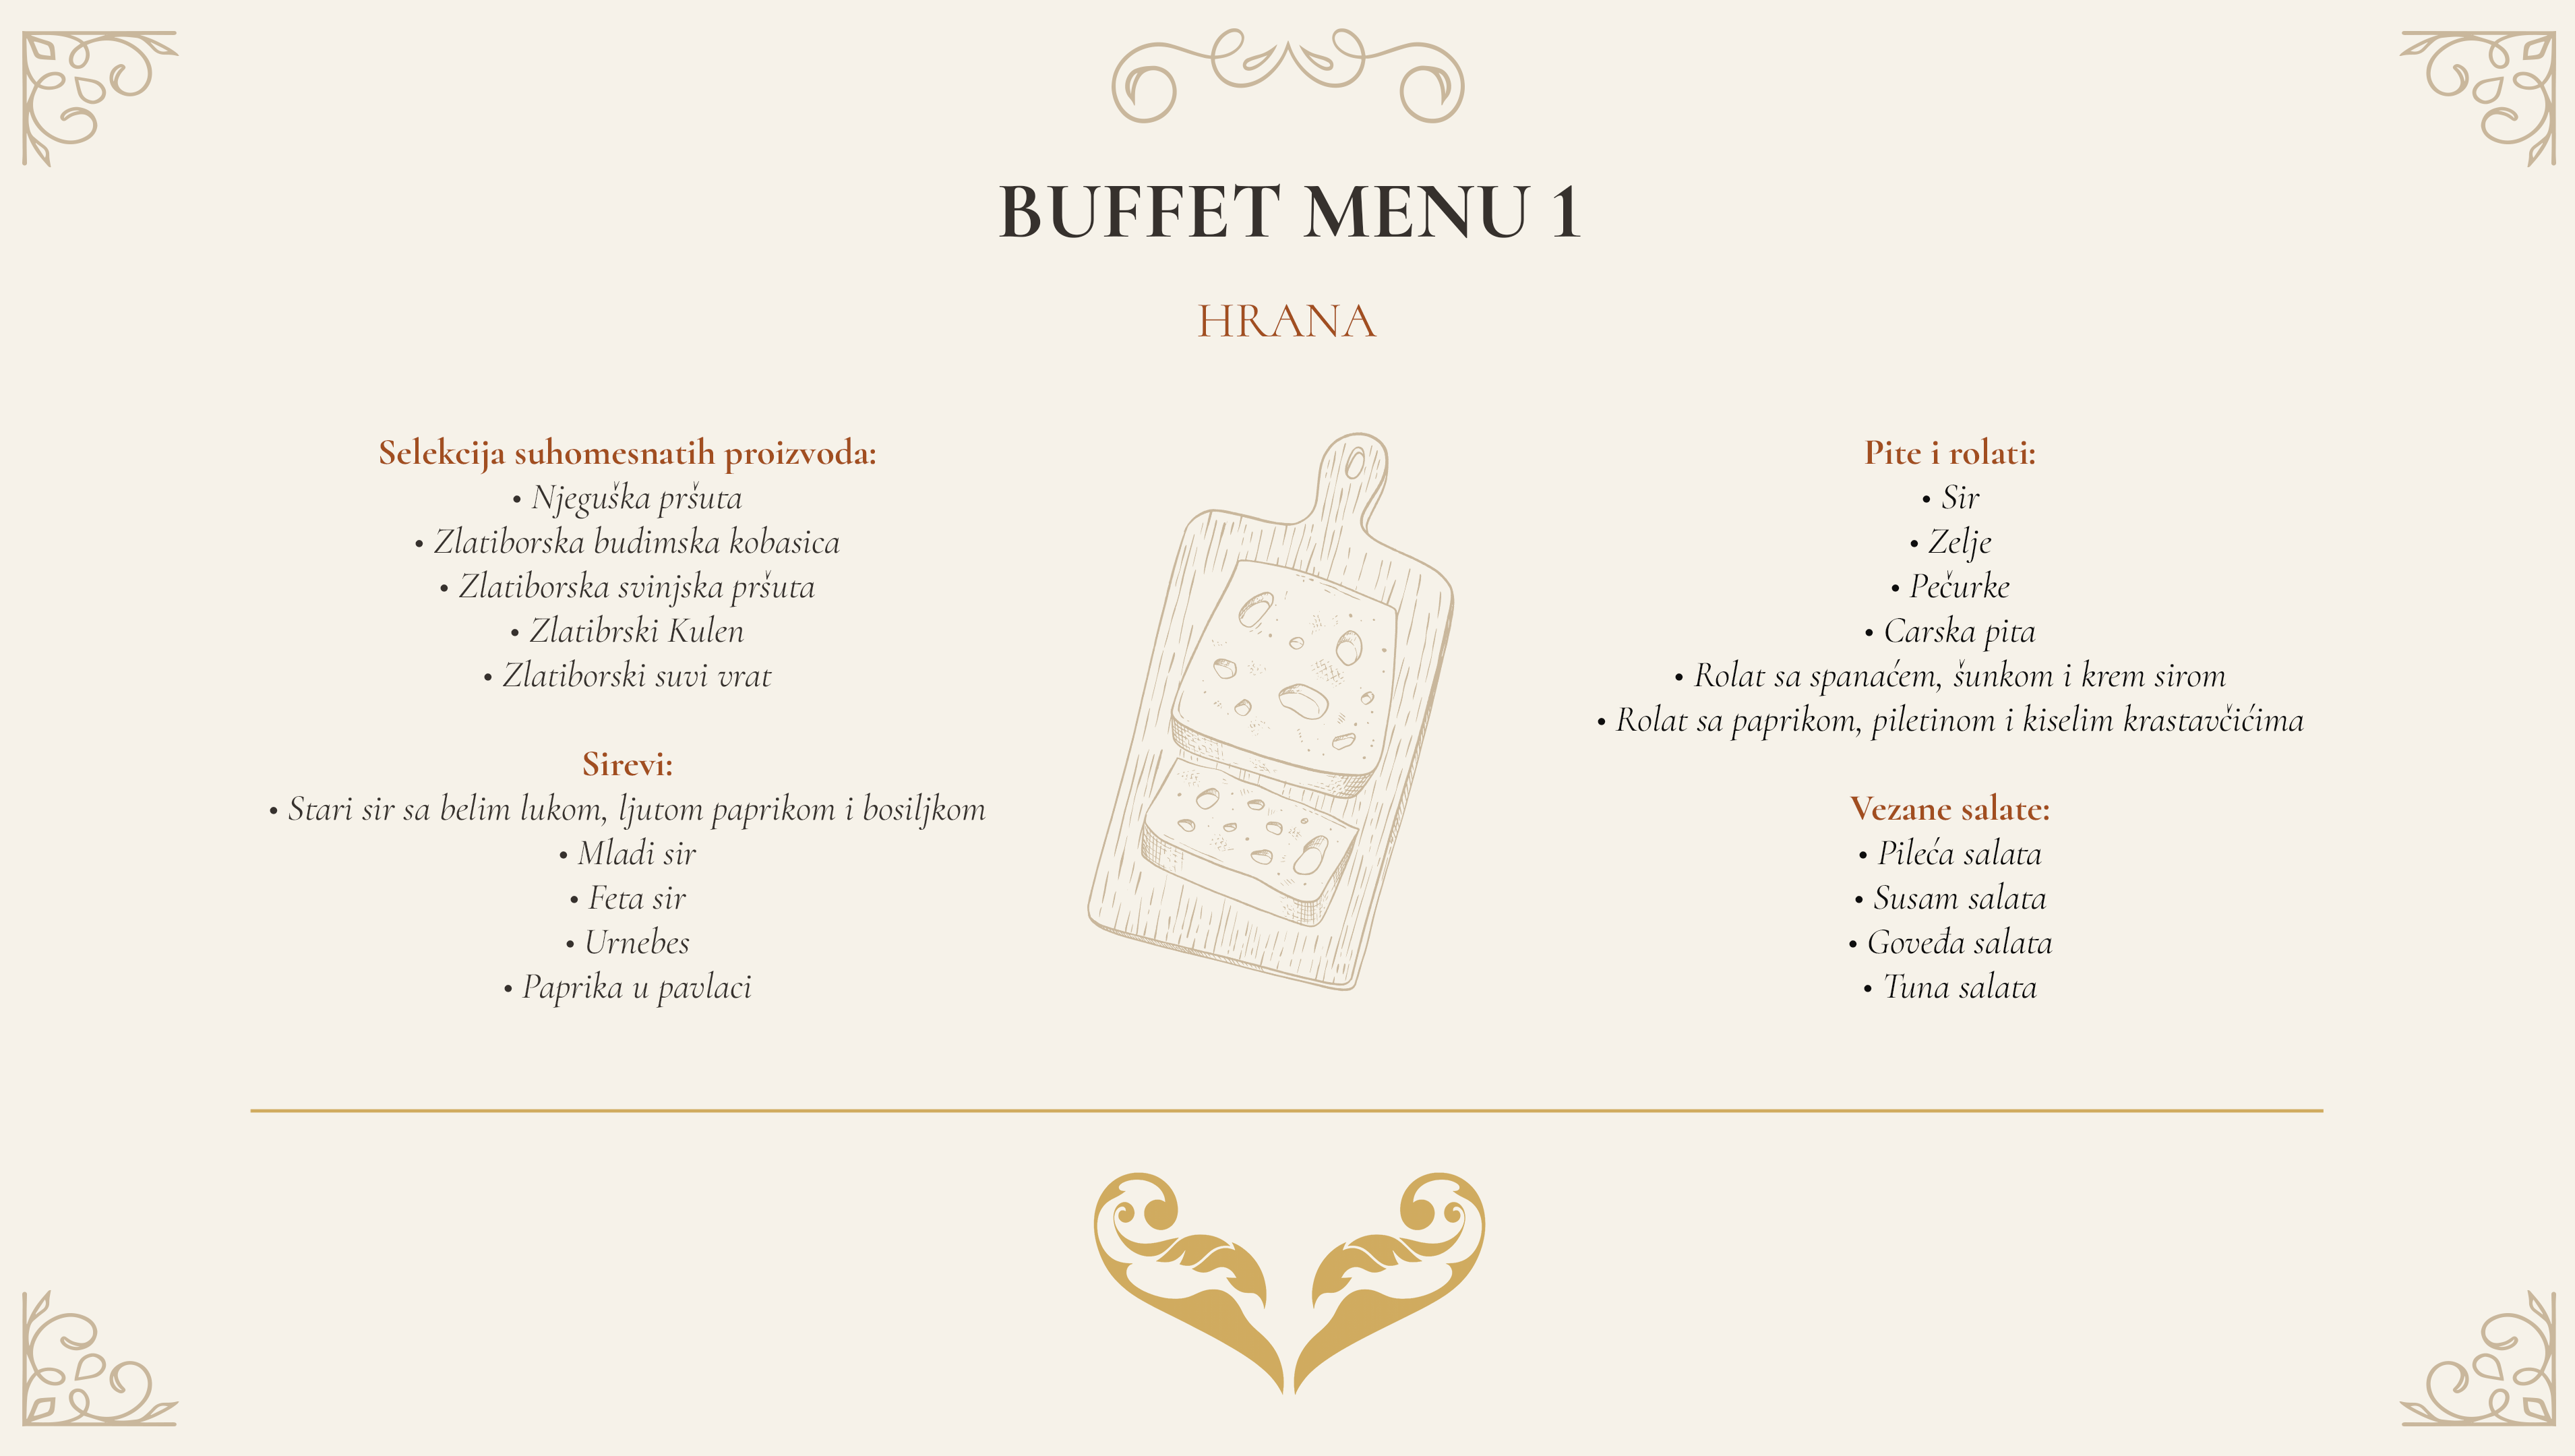 BUFFET MENU 1
HRANA
Selekcija suhomesnatih proizvoda:
• Njeguška pršuta
• Zlatiborska budimska kobasica
• Zlatiborska svinjska pršuta
• Zlatibrski Kulen
• Zlatiborski suvi vrat
Sirevi:
• Stari sir sa belim lukom, ljutom paprikom i bosiljkom
• Mladi sir
• Feta sir
• Urnebes
• Paprika u pavlaci
Pite i rolati:
• Sir
• Zelje
• Pečurke
• Carska pita
• Rolat sa spanaćem, šunkom i krem sirom
• Rolat sa paprikom, piletinom i kiselim krastavčićima
Vezane salate:
• Pileća salata
• Susam salata
• Goveđa salata
• Tuna salata